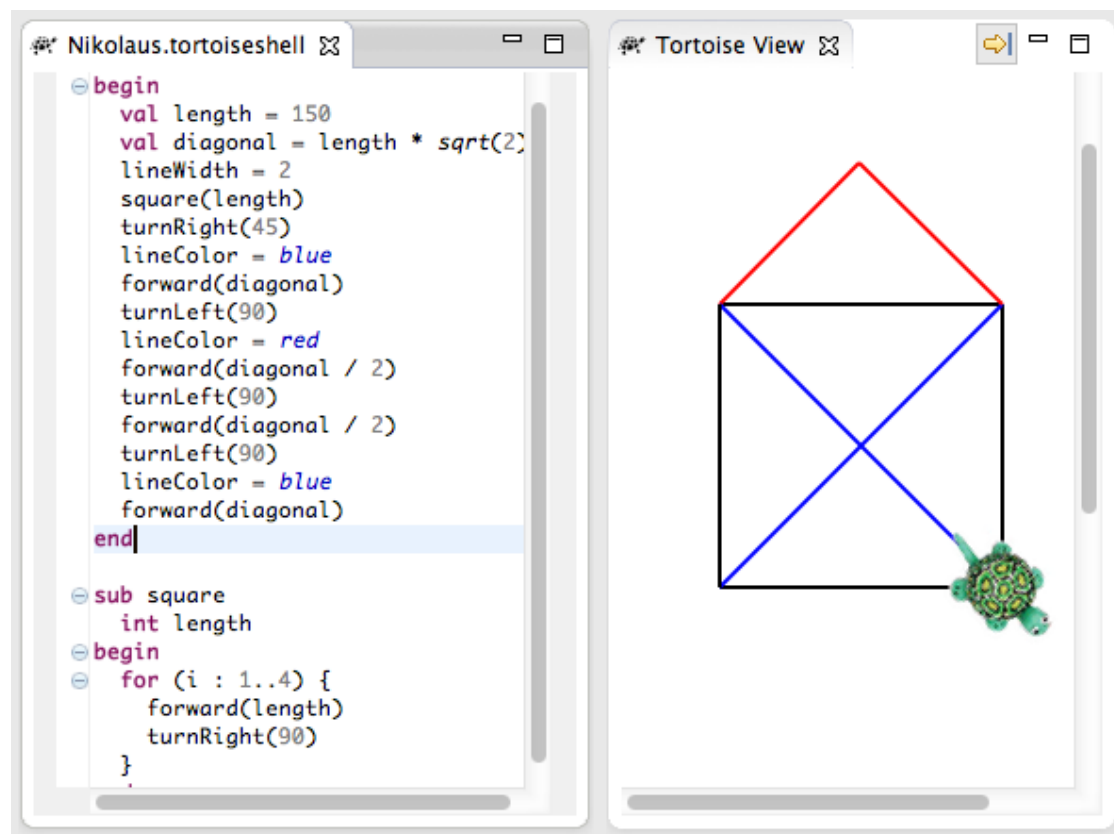 Nikolaus.tortoiseshell
begin
val length = 150
val diagonal = length * sqrt(2)
lineWidth = 2
square(length)
turnRight(45)
lineColor = blue
forward(diagonal)
turnLeft(90)
lineColor = red
forward(diagonal / 2)
turnLeft(90)
forward(diagonal / 2)
turnLeft(90)
lineColor = blue
forward(diagonal)
end
sub square
int length
begin
for (i : 1..4) {
forward(length)
turnRight(90)
}
Tortoise View